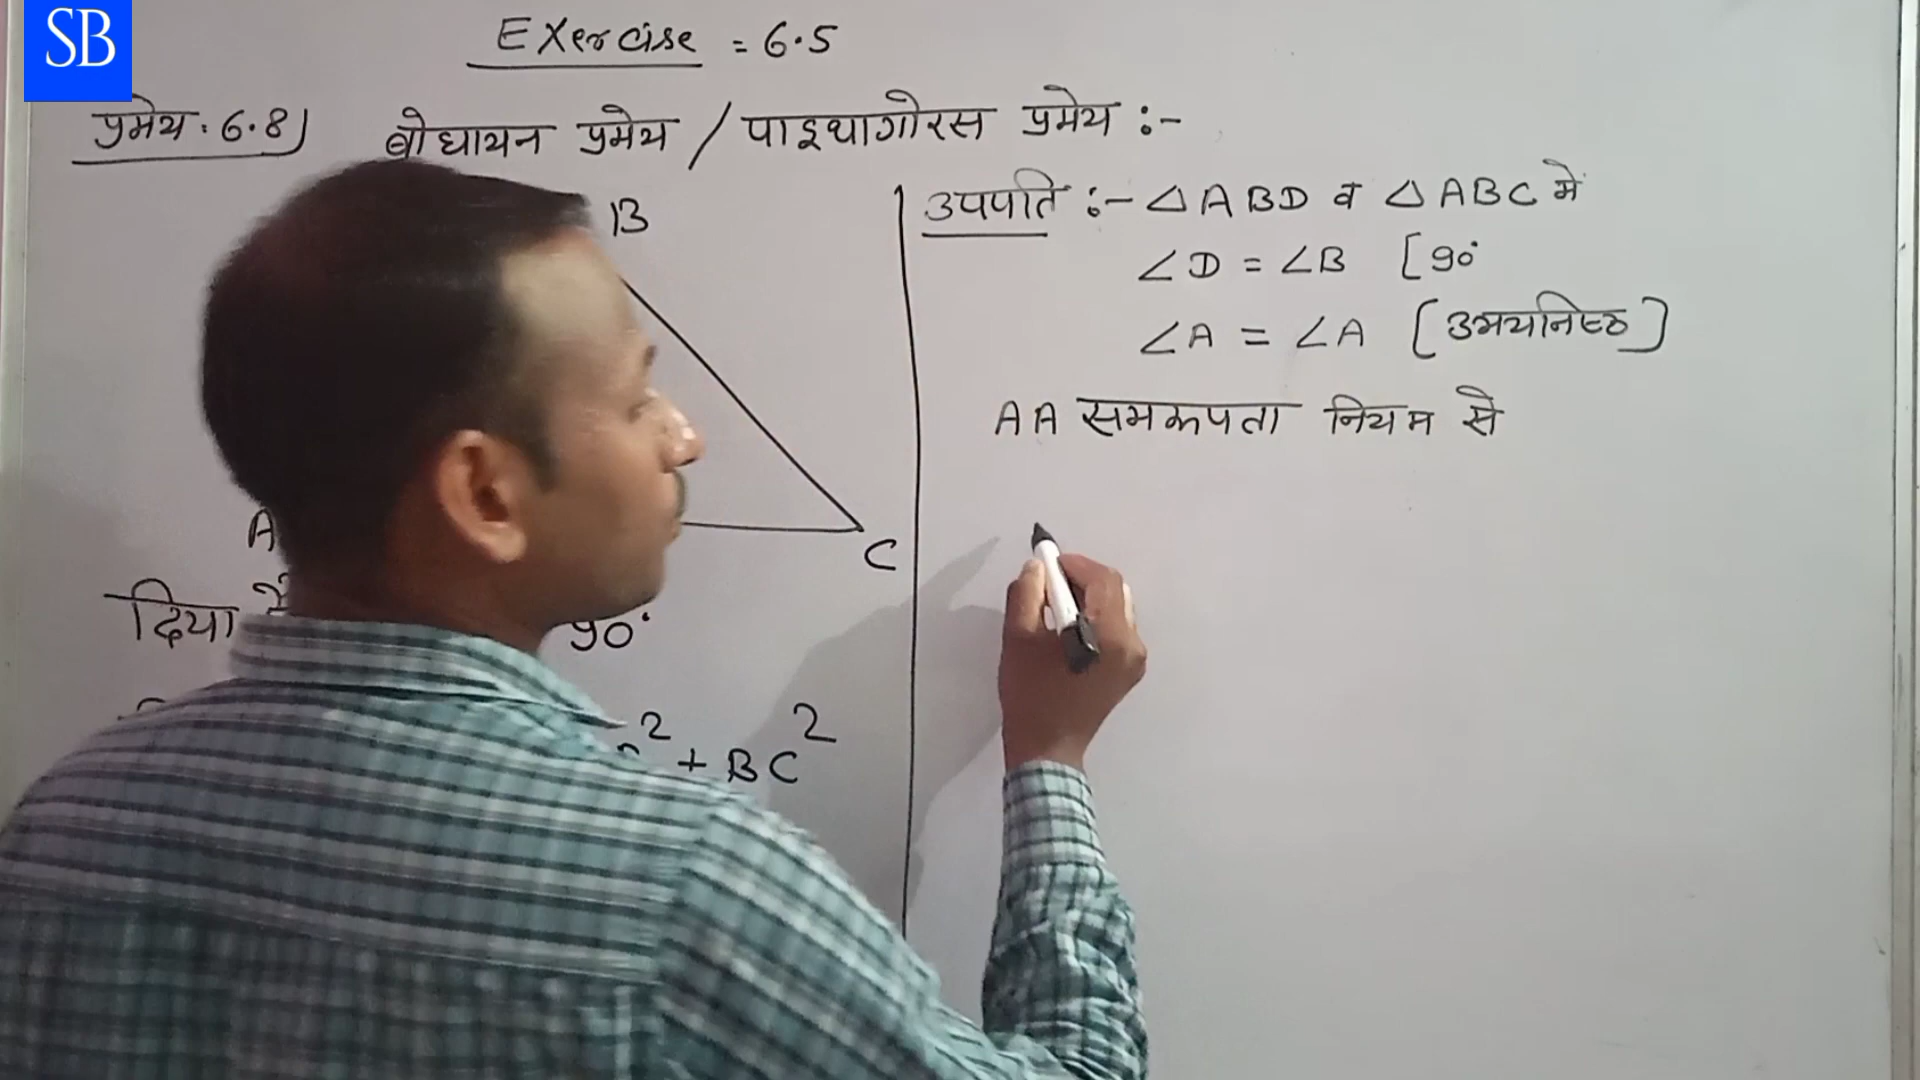 SB
Exercise = 6.5
प्रमेय: 6.8) बोधायन प्रमेय / पाइथागोरस प्रमेय :-
B
A
C
दिया है 90°
² + BC²
उपपति :- △ABD व △ABC मे
∠D = ∠B [90°
∠A = ∠A [उभयनिष्ठ]
AA समरूपता नियम से